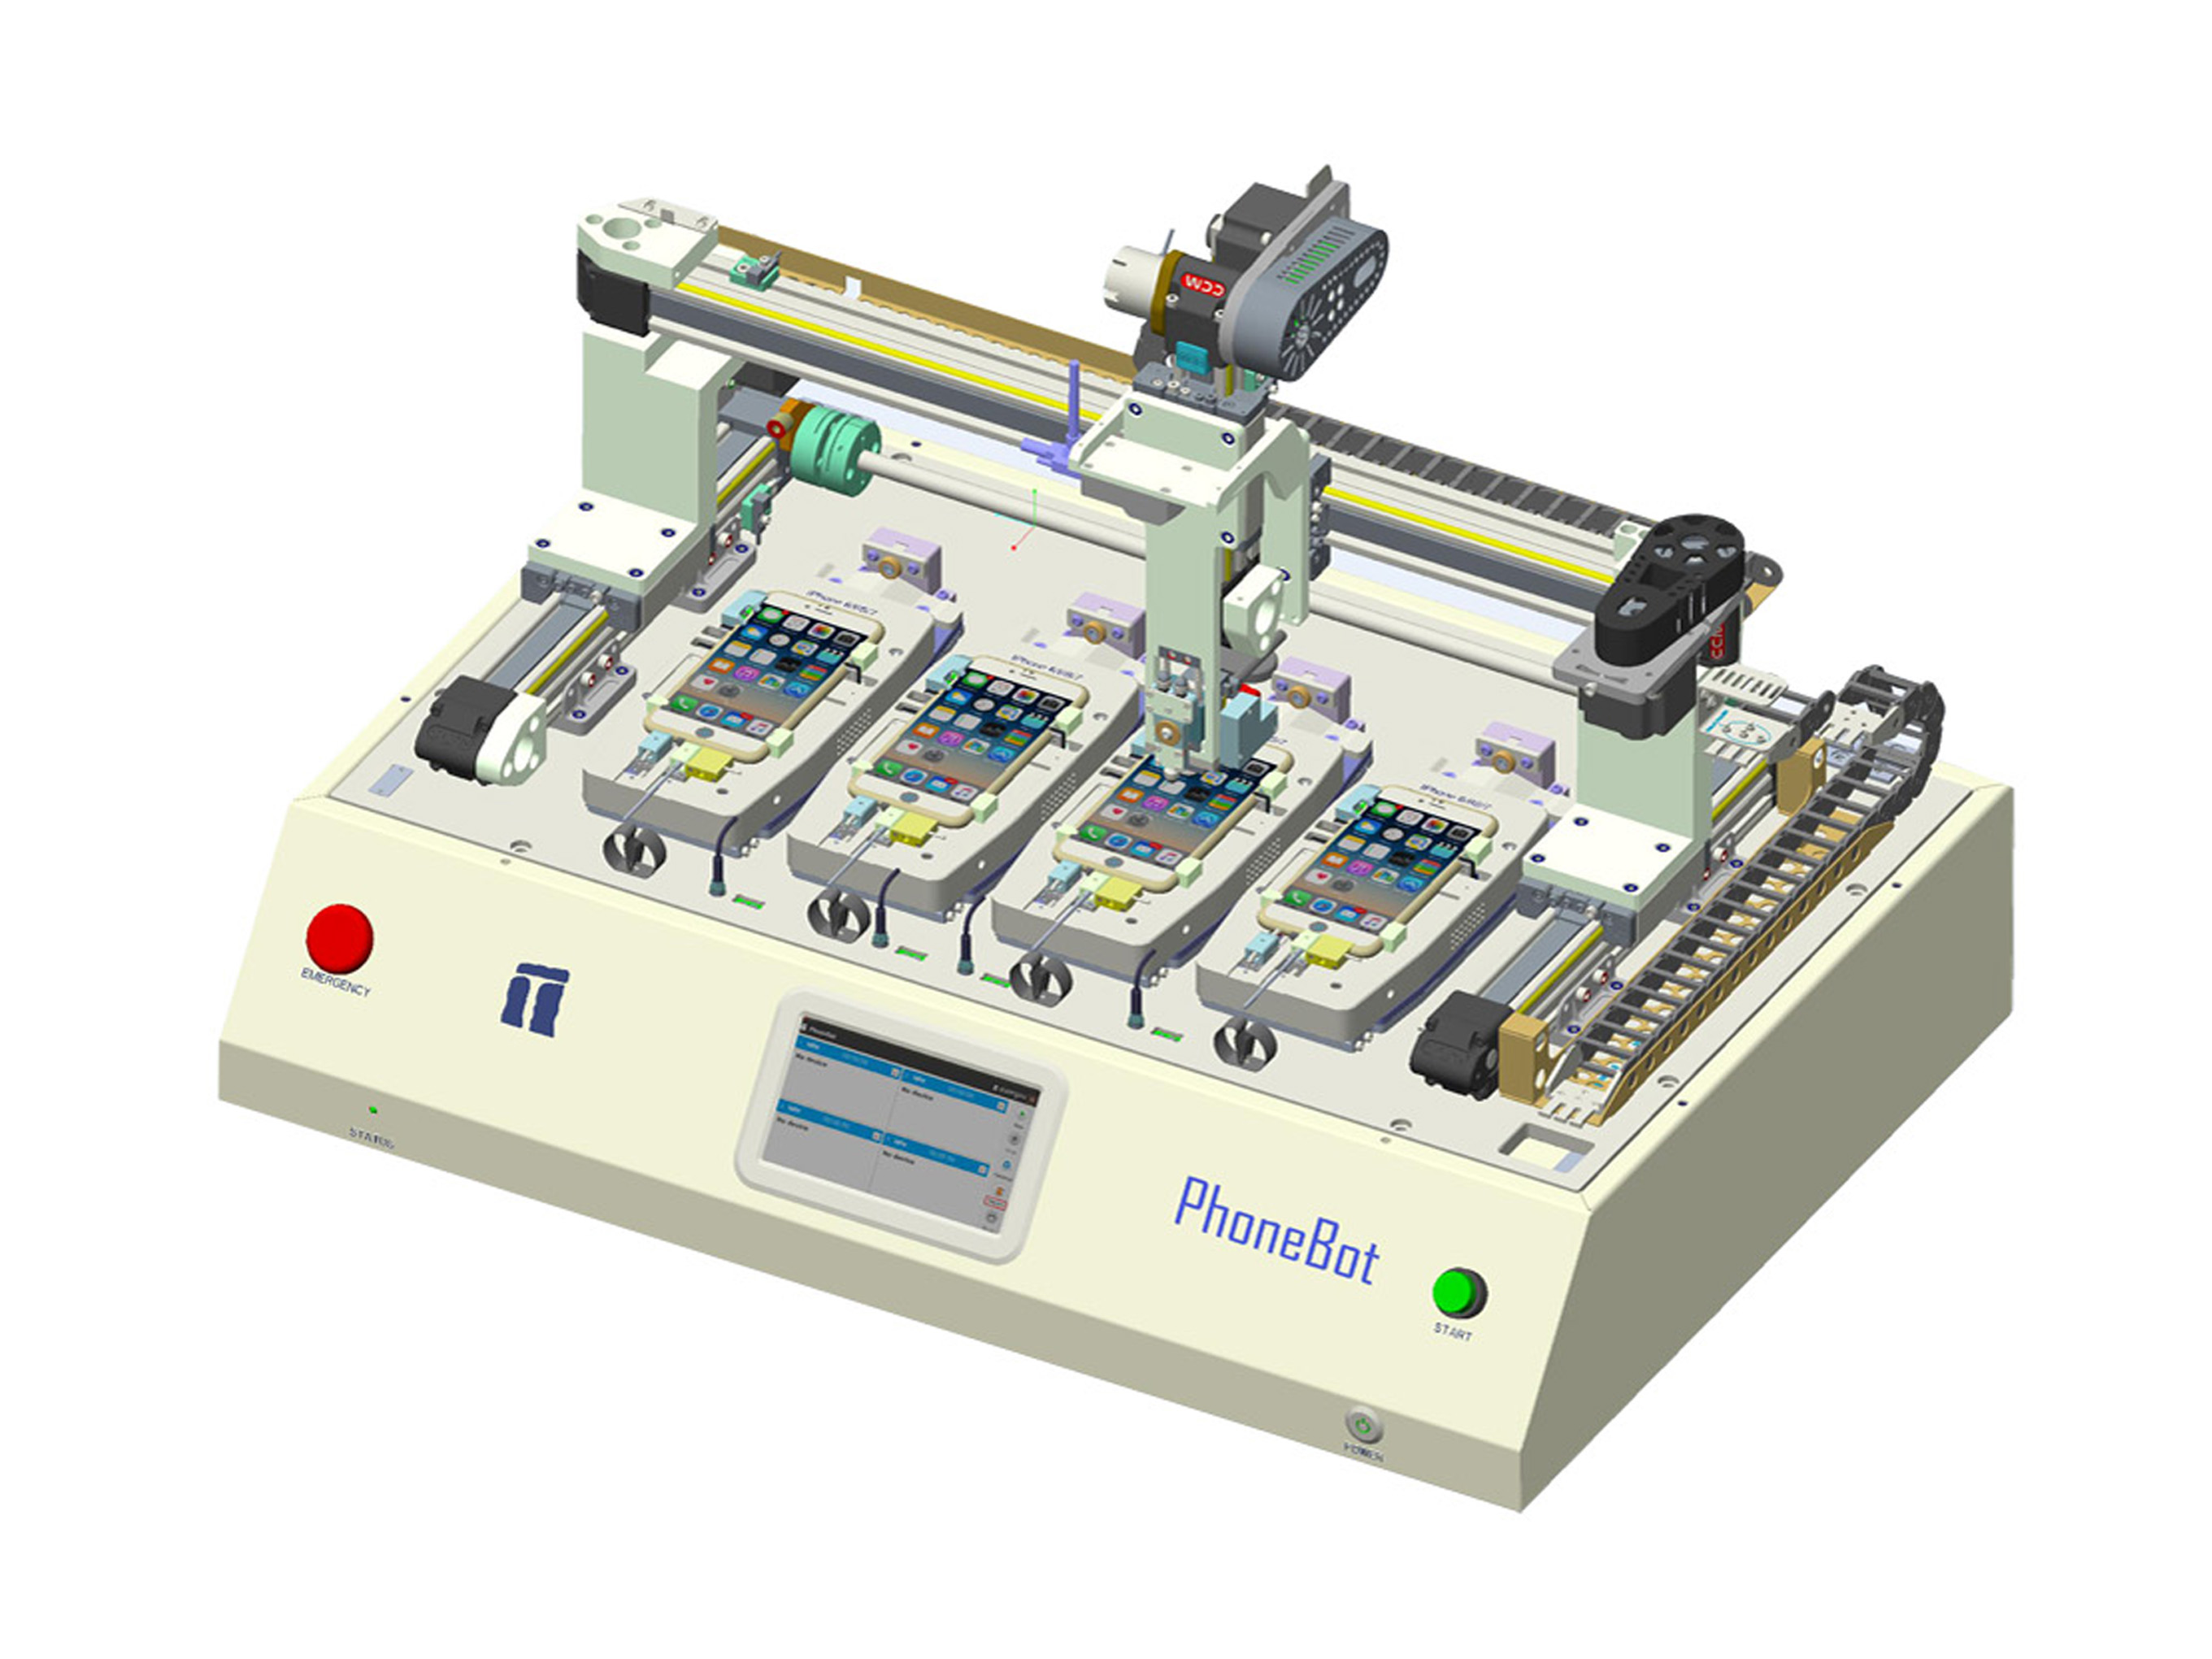 CCM
CCM
iPhone 6/6S/7
iPhone 6/6S/7
iPhone 6/6S/7
EMERGENCY
PhoneBot
No device
No device
No device
No device
STATUS
PhoneBot
START
POWER